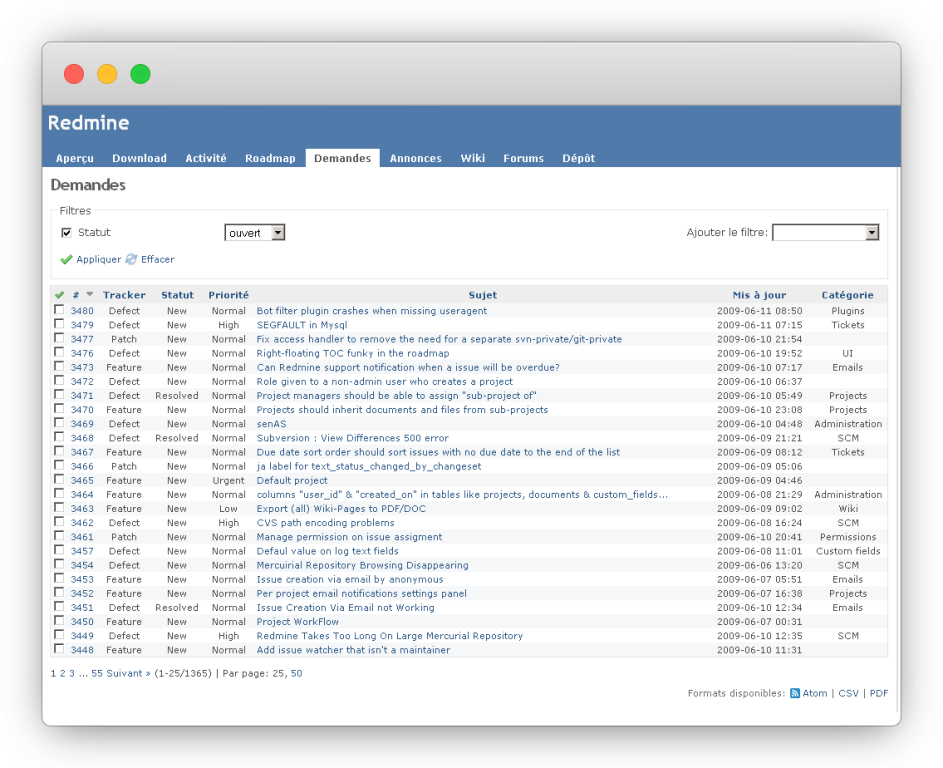 Redmine
Aperçu Download Activité Roadmap Demandes Annonces Wiki Forums Dépôt
Demandes
Filtres
Statut ouvert Ajouter le filtre:
Appliquer Effacer
# Tracker Statut Priorité Sujet Mis à jour Catégorie
3480 Defect New Normal Bot filter plugin crashes when missing useragent 2009-06-11 08:50 Plugins
3479 Defect New High SEGFAULT in Mysql 2009-06-11 07:15 Tickets
3477 Patch New Normal Fix access handler to remove the need for a separate svn-private/git-private 2009-06-10 21:54
3476 Defect New Normal Right-floating TOC funky in the roadmap 2009-06-10 19:52 UI
3473 Feature New Normal Can Redmine support notification when a issue will be overdue? 2009-06-10 07:17 Emails
3472 Defect New Normal Role given to a non-admin user who creates a project 2009-06-10 06:37
3471 Defect Resolved Normal Project managers should be able to assign "sub-project of" 2009-06-10 05:49 Projects
3470 Feature New Normal Projects should inherit documents and files from sub-projects 2009-06-10 23:08 Projects
3469 Defect New Normal senAS 2009-06-10 04:48 Administration
3468 Defect Resolved Normal Subversion : View Differences 500 error 2009-06-09 21:21 SCM
3467 Feature New Normal Due date sort order should sort issues with no due date to the end of the list 2009-06-09 08:12 Tickets
3466 Patch New Normal ja label for text_status_changed_by_changeset 2009-06-09 05:06
3465 Feature New Urgent Default project 2009-06-09 04:46
3464 Feature New Normal columns "user_id" & "created_on" in tables like projects, documents & custom_fields... 2009-06-08 21:29 Administration
3463 Feature New Low Export (all) Wiki-Pages to PDF/DOC 2009-06-09 09:02 Wiki
3462 Defect New High CVS path encoding problems 2009-06-08 16:24 SCM
3461 Patch New Normal Manage permission on issue assigment 2009-06-10 20:41 Permissions
3457 Defect New Normal Defaul value on log text fields 2009-06-08 11:01 Custom fields
3454 Defect New Normal Mercuirial Repository Browsing Disappearing 2009-06-06 13:20 SCM
3453 Feature New Normal Issue creation via email by anonymous 2009-06-07 05:51 Emails
3452 Feature New Normal Per project email notifications settings panel 2009-06-07 16:38 Projects
3451 Defect Resolved Normal Issue Creation Via Email not Working 2009-06-10 12:34 Emails
3450 Feature New Normal Project WorkFlow 2009-06-07 00:31
3449 Defect New High Redmine Takes Too Long On Large Mercurial Repository 2009-06-10 12:35 SCM
3448 Feature New Normal Add issue watcher that isn't a maintainer 2009-06-10 11:31
1 2 3 ... 55 Suivant » (1-25/1365) | Par page: 25, 50
Formats disponibles: Atom | CSV | PDF